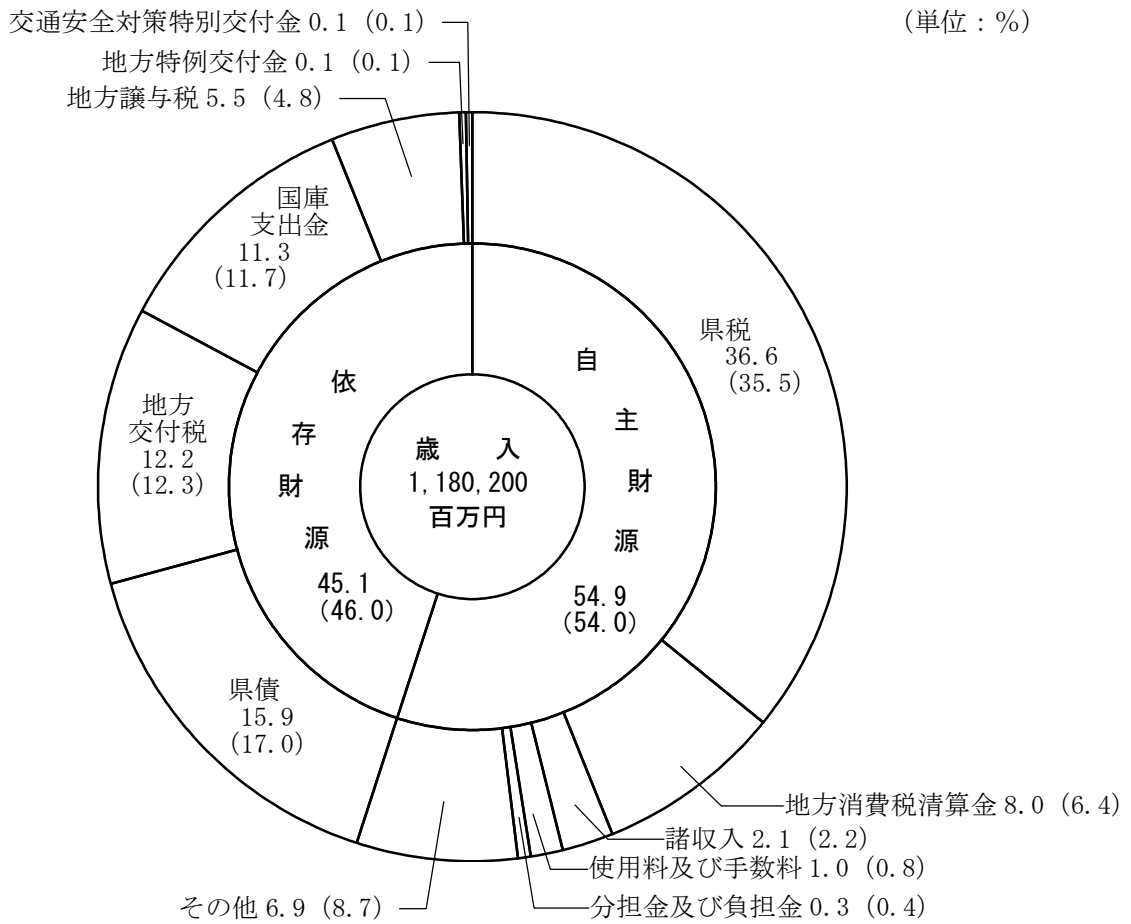 交通安全対策特別交付金 0.1 (0.1)
(単位：%)
地方特例交付金 0.1 (0.1)
地方譲与税 5.5 (4.8)
国庫
支出金
11.3
(11.7)
県税
36.6
(35.5)
地方
交付税
12.2
(12.3)
依存財源
45.1
(46.0)
歳　入
1,180,200
百万円
自主財源
54.9
(54.0)
県債
15.9
(17.0)
地方消費税清算金 8.0 (6.4)
諸収入 2.1 (2.2)
使用料及び手数料 1.0 (0.8)
分担金及び負担金 0.3 (0.4)
その他 6.9 (8.7)